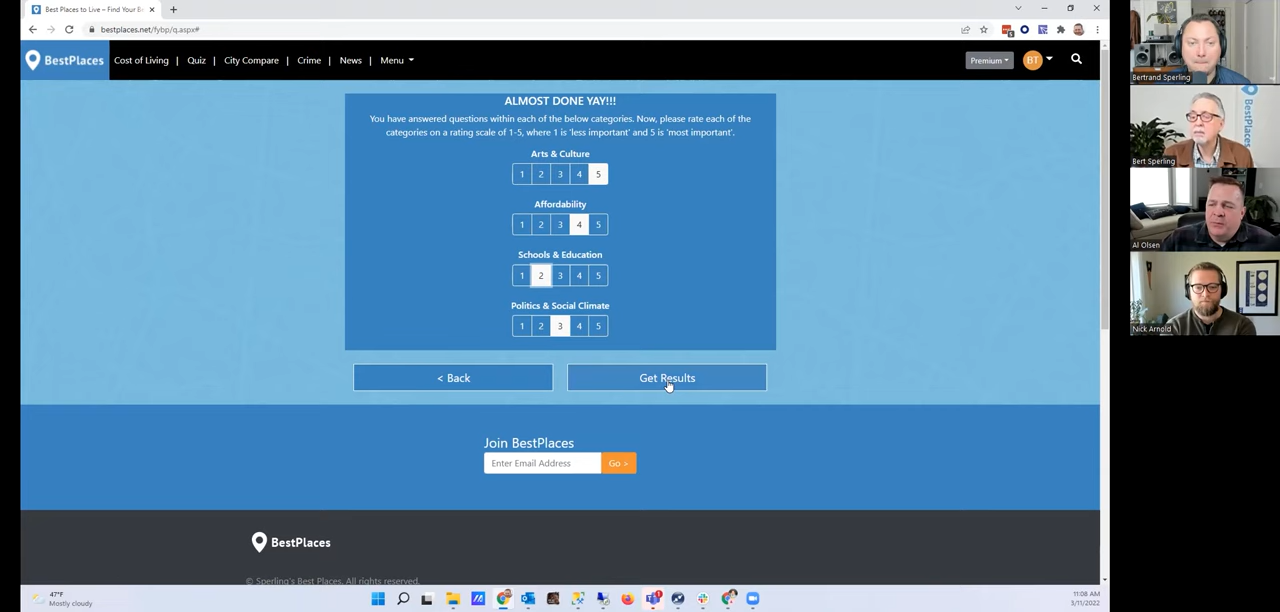 Best Places to Live – Find Your B
bestplaces.net/fybp/q.aspx#
BestPlaces
Cost of Living | Quiz | City Compare | Crime | News | Menu
Premium
BT
ALMOST DONE YAY!!!
You have answered questions within each of the below categories. Now, please rate each of the
categories on a rating scale of 1-5, where 1 is 'less important' and 5 is 'most important'.
Arts & Culture
1 2 3 4 5
Affordability
1 2 3 4 5
Schools & Education
1 2 3 4 5
Politics & Social Climate
1 2 3 4 5
< Back
Get Results
Join BestPlaces
Enter Email Address
Go >
BestPlaces
© Sperling's Best Places. All rights reserved.
47°F
Mostly cloudy
11:08 AM
3/11/2022
Bertrand Sperling
BestPlaces
Bert Sperling
Al Olsen
Nick Arnold